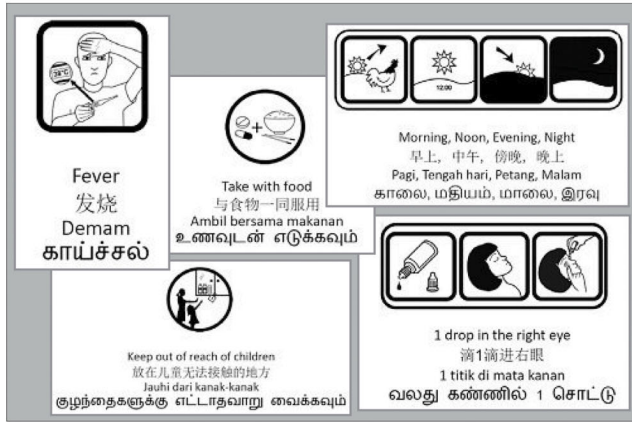 38°C
Fever
发烧
Demam
காய்ச்சல்
Take with food
与食物一同服用
Ambil bersama makanan
உணவுடன் எடுக்கவும்
12:00
Morning, Noon, Evening, Night
早上, 中午, 傍晚, 晚上
Pagi, Tengah hari, Petang, Malam
காலை, மதியம், மாலை, இரவு
Keep out of reach of children
放在儿童无法接触的地方
Jauhi dari kanak-kanak
குழந்தைகளுக்கு எட்டாதவாறு வைக்கவும்
1 drop in the right eye
滴1滴进右眼
1 titik di mata kanan
வலது கண்ணில் 1 சொட்டு